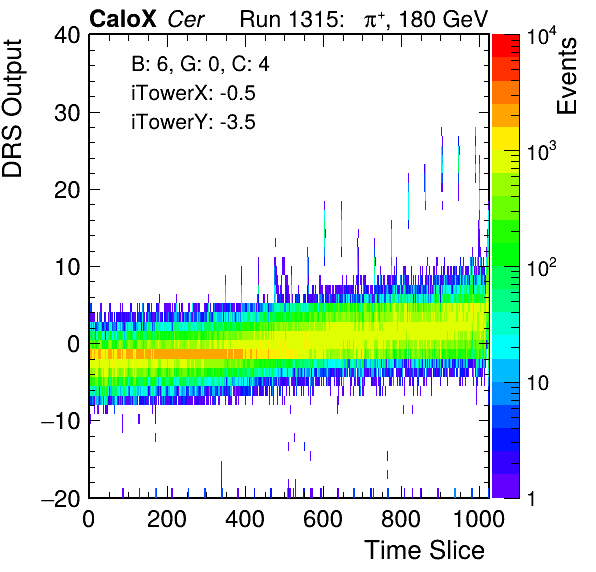 CaloX Cer Run 1315: π⁺, 180 GeV
B: 6, G: 0, C: 4
iTowerX: -0.5
iTowerY: -3.5
DRS Output
40
30
20
10
0
−10
−20
0 200 400 600 800 1000
Time Slice
Events
10⁴
10³
10²
10
1